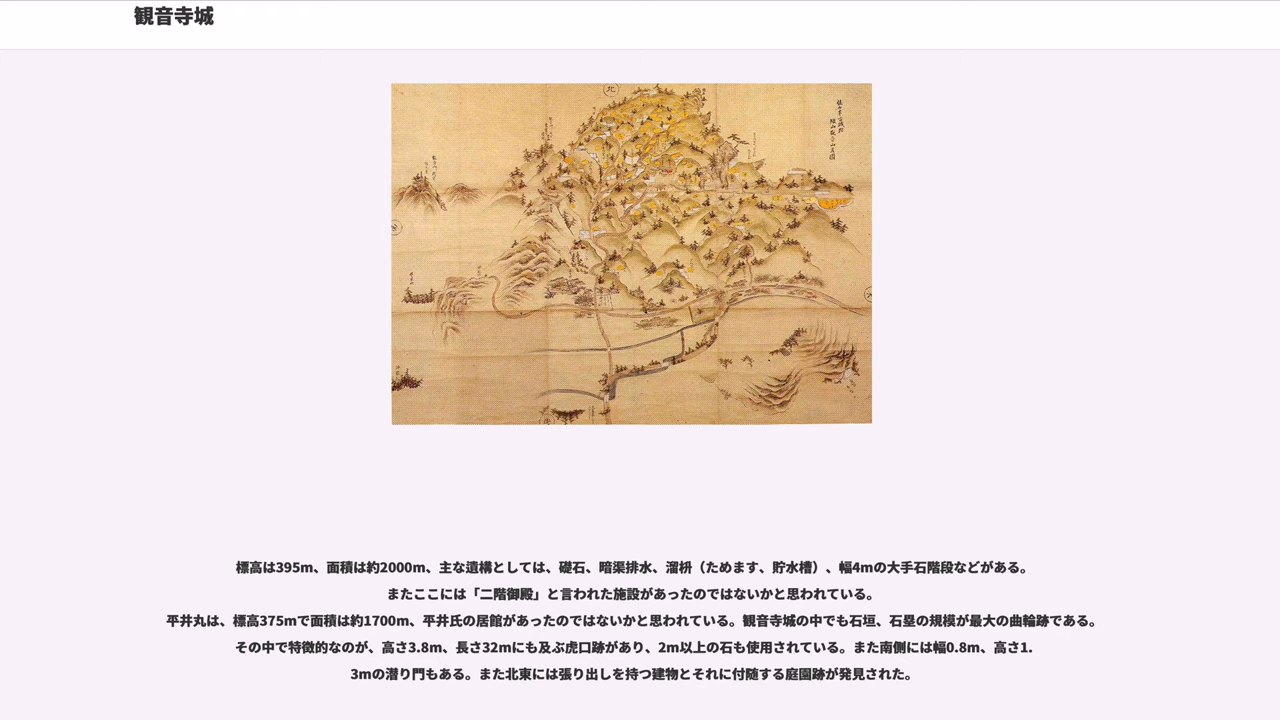 観音寺城
北
標高は395m、面積は約2000m、主な遺構としては、礎石、暗渠排水、溜枡（ためます、貯水槽）、幅4mの大手石階段などがある。
またここには「二階御殿」と言われた施設があったのではないかと思われている。
平井丸は、標高375mで面積は約1700m、平井氏の居館があったのではないかと思われている。観音寺城の中でも石垣、石塁の規模が最大の曲輪跡である。
その中で特徴的なのが、高さ3.8m、長さ32mにも及ぶ虎口跡があり、2m以上の石も使用されている。また南側には幅0.8m、高さ1.
3mの潜り門もある。また北東には張り出しを持つ建物とそれに付随する庭園跡が発見された。